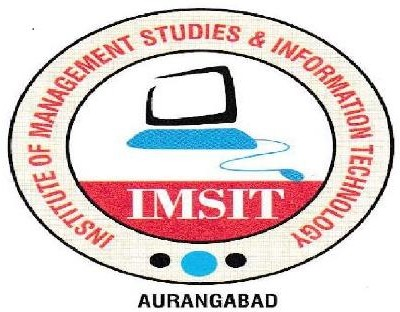 INSTITUTE OF MANAGEMENT STUDIES & INFORMATION TECHNOLOGY
IMSIT
AURANGABAD